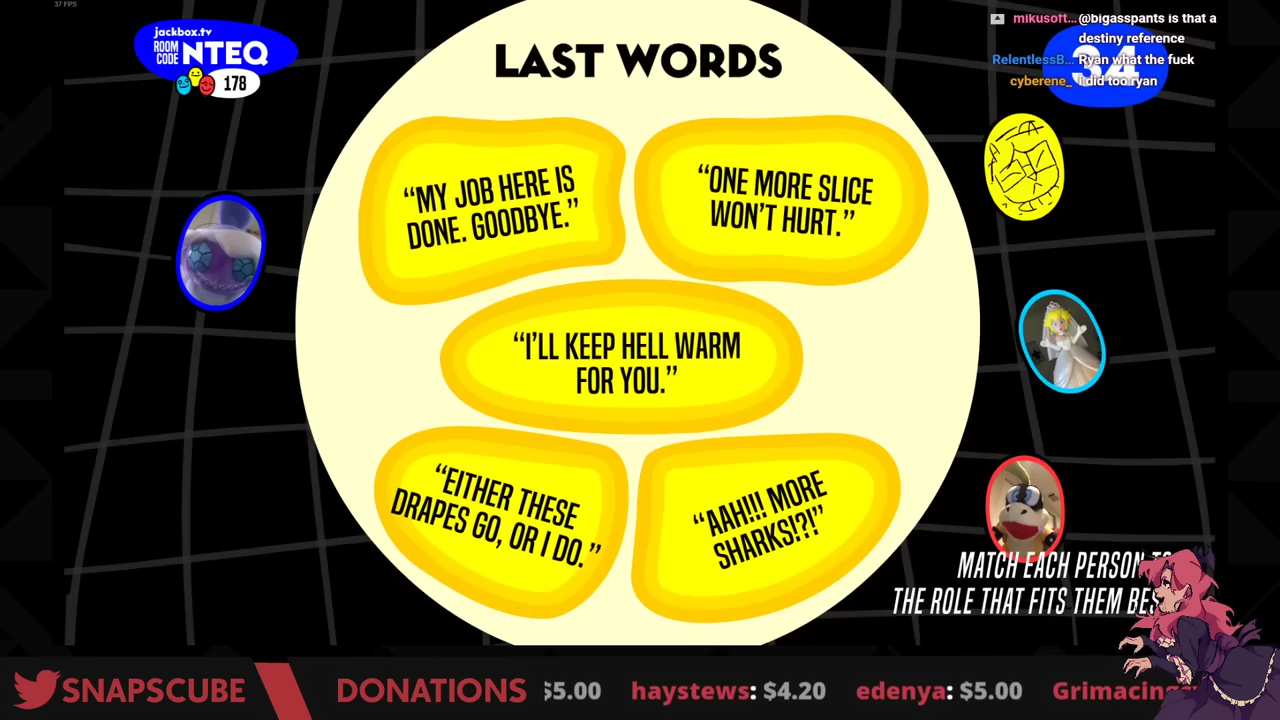 37 FPS
jackbox.tv
ROOM
CODE
NTEQ
178
LAST WORDS
mikusoft... @bigasspants is that a
destiny reference
RelentlessB... Ryan what the fuck
cyberene_ i did too ryan
34
“MY JOB HERE IS
DONE. GOODBYE.”
“ONE MORE SLICE
WON’T HURT.”
“I’LL KEEP HELL WARM
FOR YOU.”
“EITHER THESE
DRAPES GO, OR I DO.”
“AAH!!! MORE
SHARKS!?!”
MATCH EACH PERSON
THE ROLE THAT FITS THEM
SNAPSCUBE
DONATIONS
$5.00 haystews: $4.20 edenya: $5.00